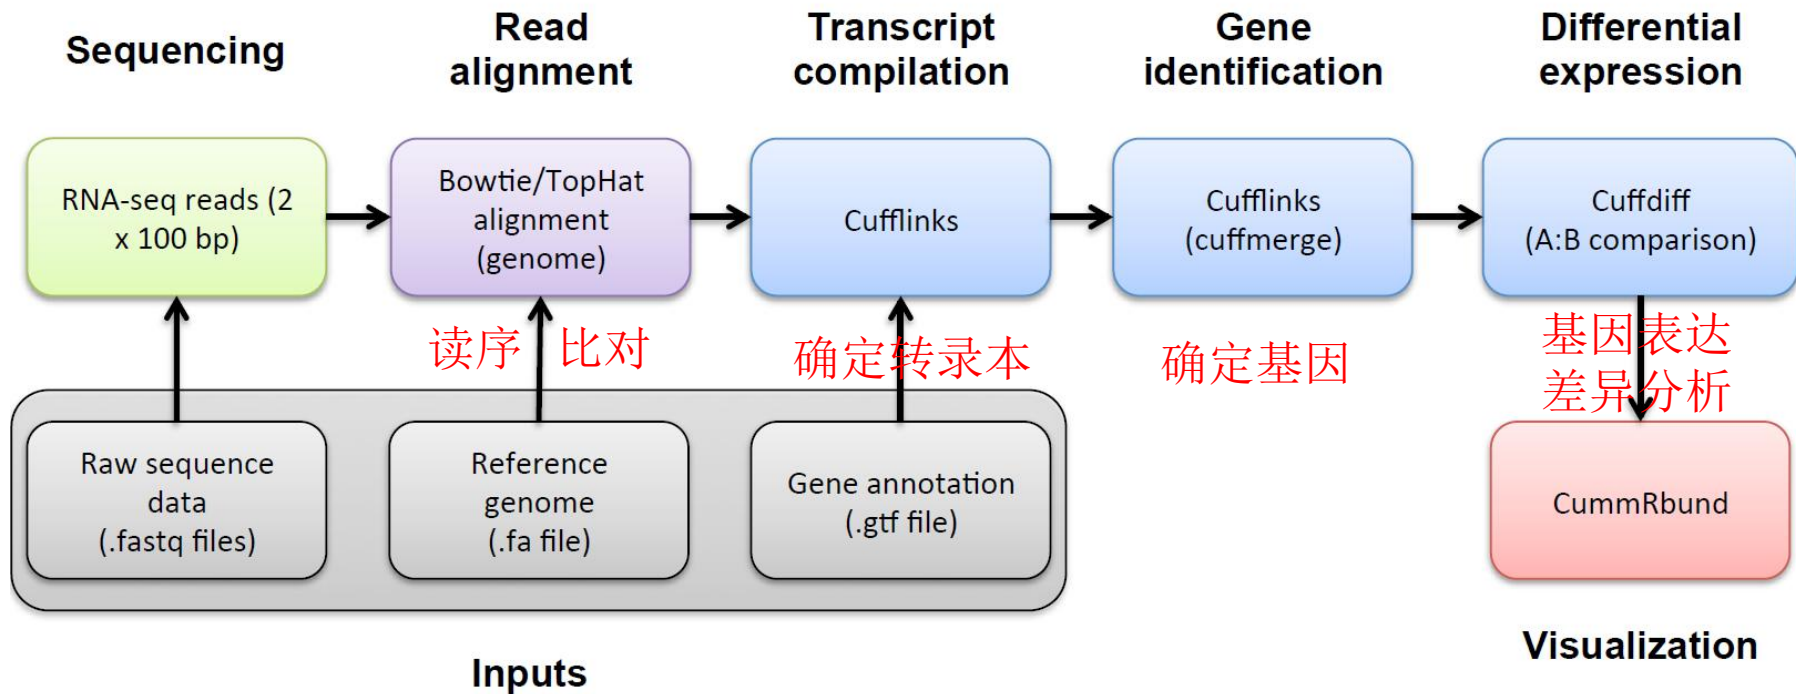 Sequencing
Read
alignment
Transcript
compilation
Gene
identification
Differential
expression
RNA-seq reads (2
x 100 bp)
Bowtie/TopHat
alignment
(genome)
Cufflinks
Cufflinks
(cuffmerge)
Cuffdiff
(A:B comparison)
读序 比对
确定转录本
确定基因
基因表达
差异分析
Raw sequence
data
(.fastq files)
Reference
genome
(.fa file)
Gene annotation
(.gtf file)
CummRbund
Inputs
Visualization